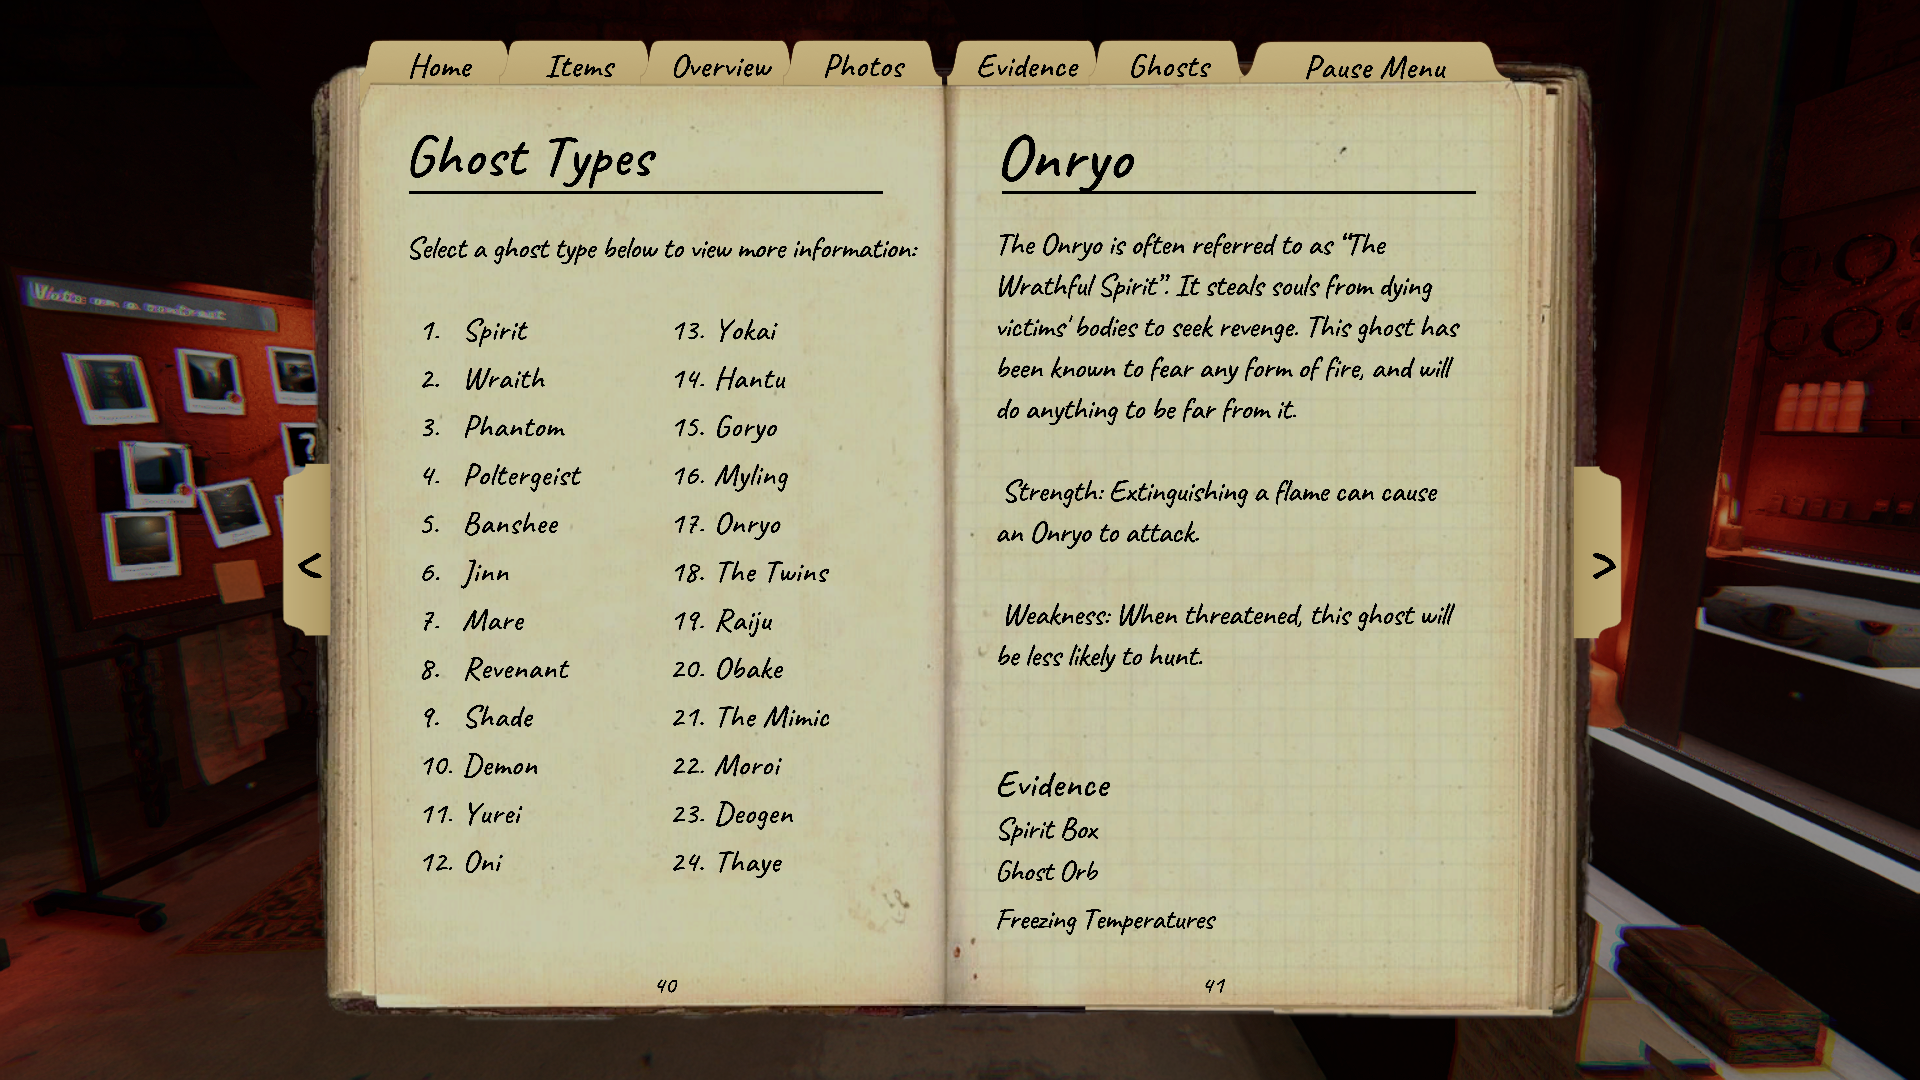 Home
Items
Overview
Photos
Evidence
Ghosts
Pause Menu
Ghost Types
Select a ghost type below to view more information:
1. Spirit
2. Wraith
3. Phantom
4. Poltergeist
5. Banshee
6. Jinn
7. Mare
8. Revenant
9. Shade
10. Demon
11. Yurei
12. Oni
13. Yokai
14. Hantu
15. Goryo
16. Myling
17. Onryo
18. The Twins
19. Raiju
20. Obake
21. The Mimic
22. Moroi
23. Deogen
24. Thaye
40
<
Onryo
The Onryo is often referred to as “The
Wrathful Spirit”. It steals souls from dying
victims' bodies to seek revenge. This ghost has
been known to fear any form of fire, and will
do anything to be far from it.
Strength: Extinguishing a flame can cause
an Onryo to attack.
Weakness: When threatened, this ghost will
be less likely to hunt.
Evidence
Spirit Box
Ghost Orb
Freezing Temperatures
41
>
?